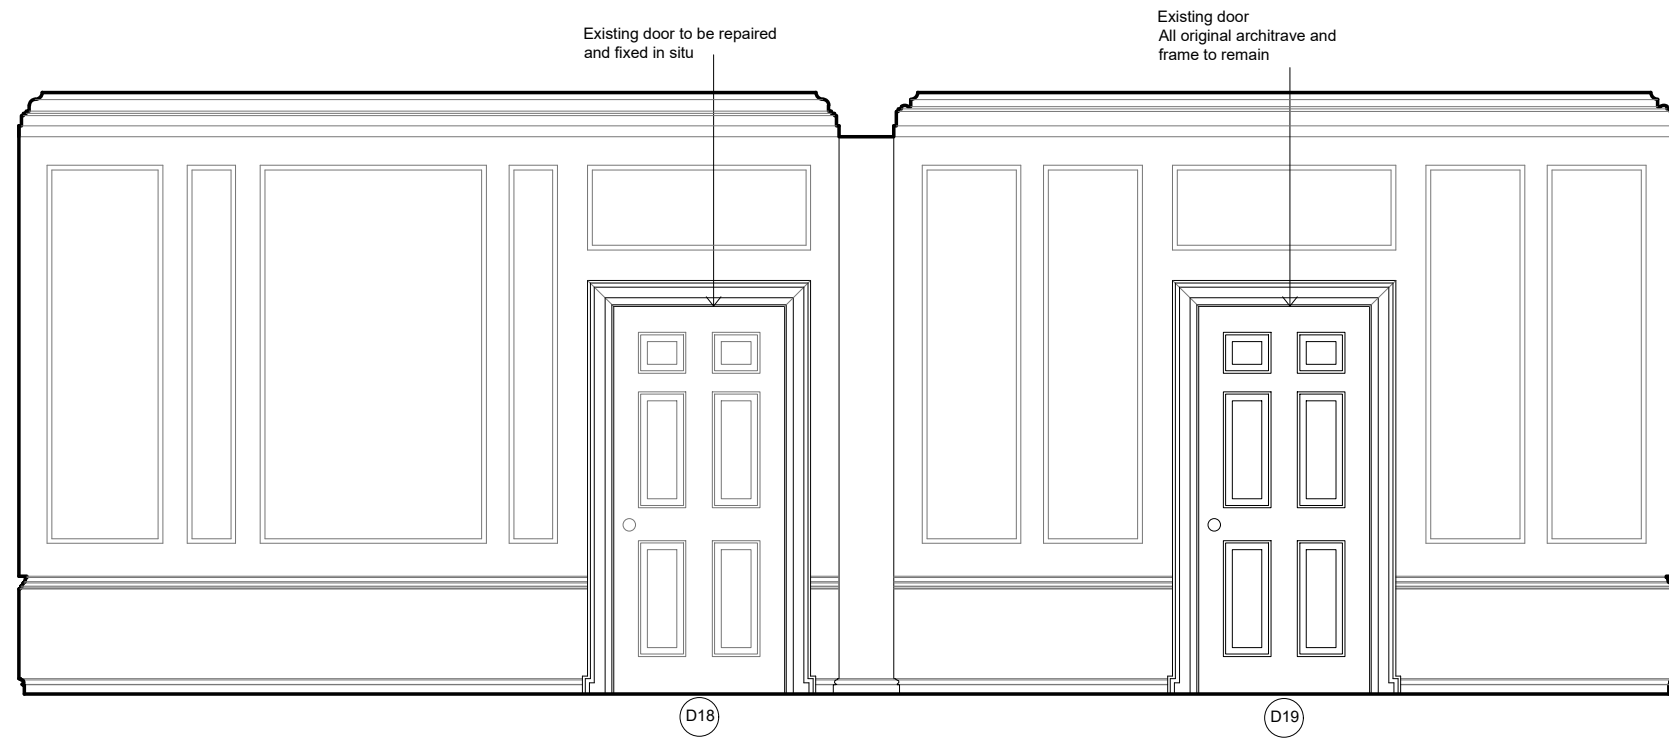 Existing door to be repaired
and fixed in situ
Existing door
All original architrave and
frame to remain
D18
D19